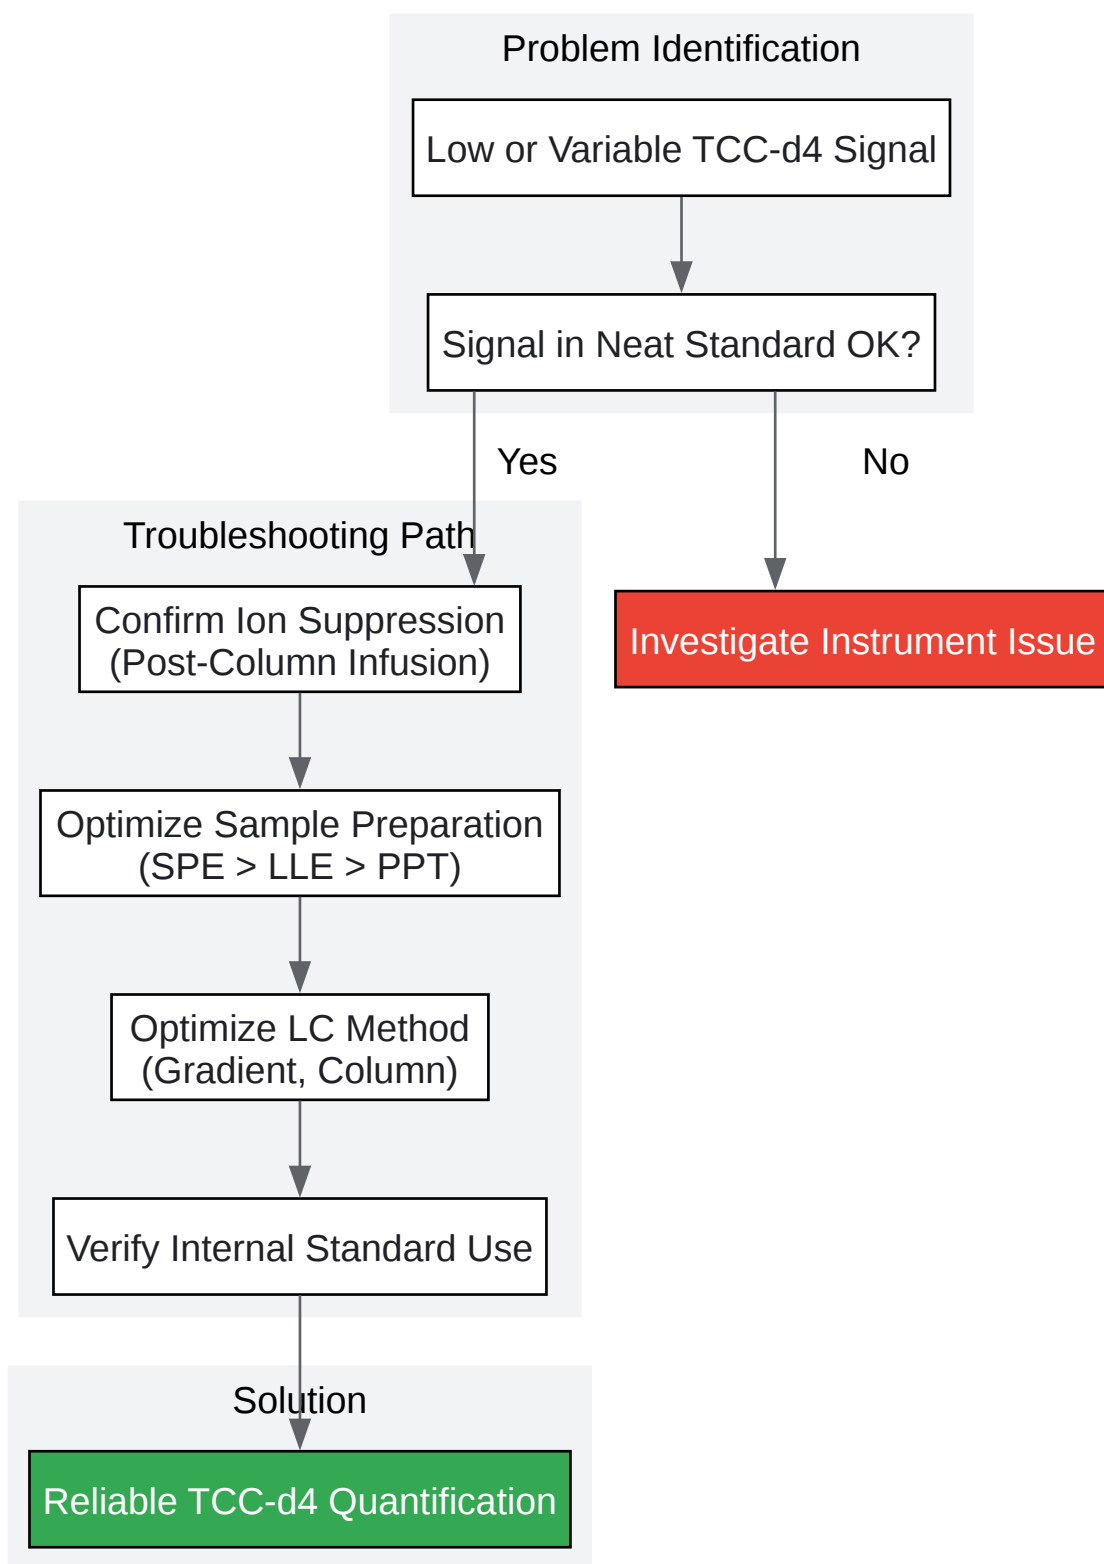 Problem Identification
Low or Variable TCC-d4 Signal
Signal in Neat Standard OK?
Yes
No
Troubleshooting Path
Confirm Ion Suppression
(Post-Column Infusion)
Investigate Instrument Issue
Optimize Sample Preparation
(SPE > LLE > PPT)
Optimize LC Method
(Gradient, Column)
Verify Internal Standard Use
Solution
Reliable TCC-d4 Quantification